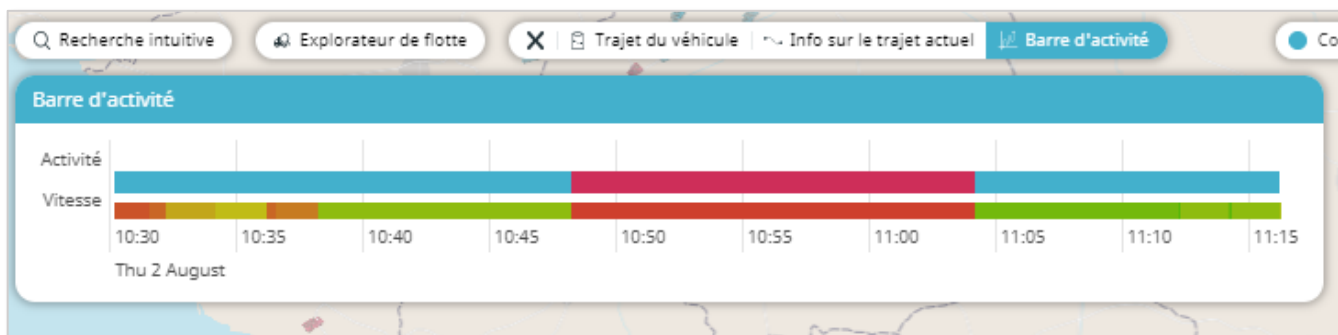 Recherche intuitive Explorateur de flotte Trajet du véhicule Info sur le trajet actuel Barre d'activité Co
Barre d'activité
Activité
Vitesse
10:30 10:35 10:40 10:45 10:50 10:55 11:00 11:05 11:10 11:15
Thu 2 August